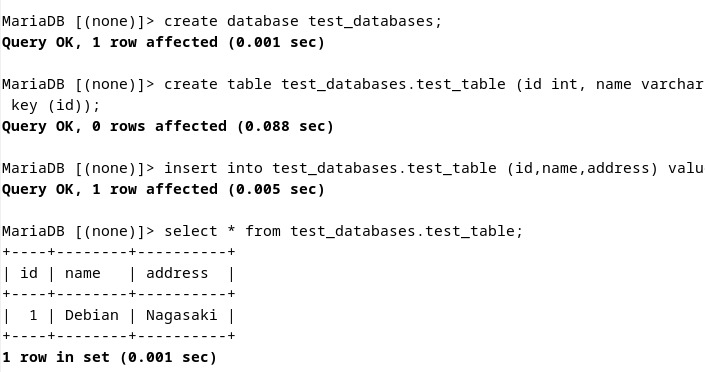 MariaDB [(none)]> create database test_databases;
Query OK, 1 row affected (0.001 sec)
MariaDB [(none)]> create table test_databases.test_table (id int, name varchar
key (id));
Query OK, 0 rows affected (0.088 sec)
MariaDB [(none)]> insert into test_databases.test_table (id,name,address) valu
Query OK, 1 row affected (0.005 sec)
MariaDB [(none)]> select * from test_databases.test_table;
+----+--------+----------+
| id | name   | address  |
+----+--------+----------+
|  1 | Debian | Nagasaki |
+----+--------+----------+
1 row in set (0.001 sec)